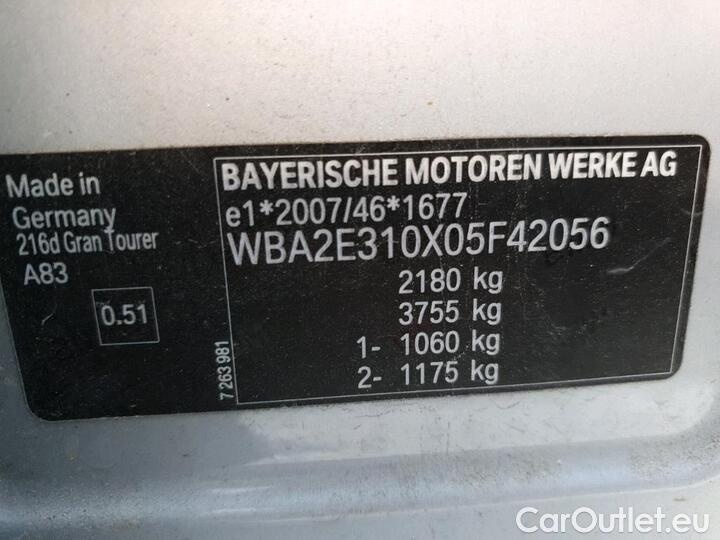 Made in
Germany
216d Gran Tourer
A83
0.51
7 263 981
BAYERISCHE MOTOREN WERKE AG
e1*2007/46*1677
WBA2E310X05F42056
2180 kg
3755 kg
1- 1060 kg
2- 1175 kg
CarOutlet.eu